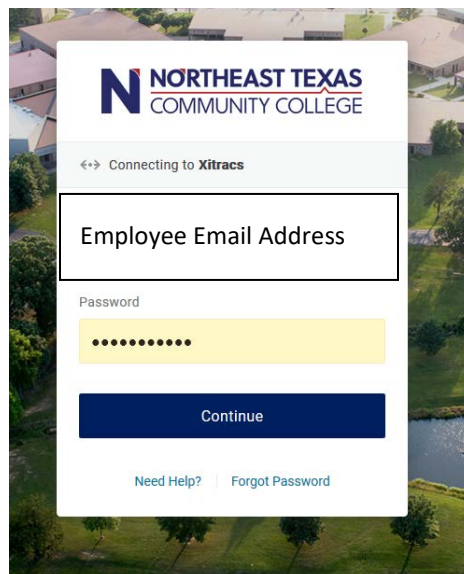 NORTHEAST TEXAS
COMMUNITY COLLEGE
Connecting to Xitracs
Employee Email Address
Password
•••••••••••
Continue
Need Help?
Forgot Password